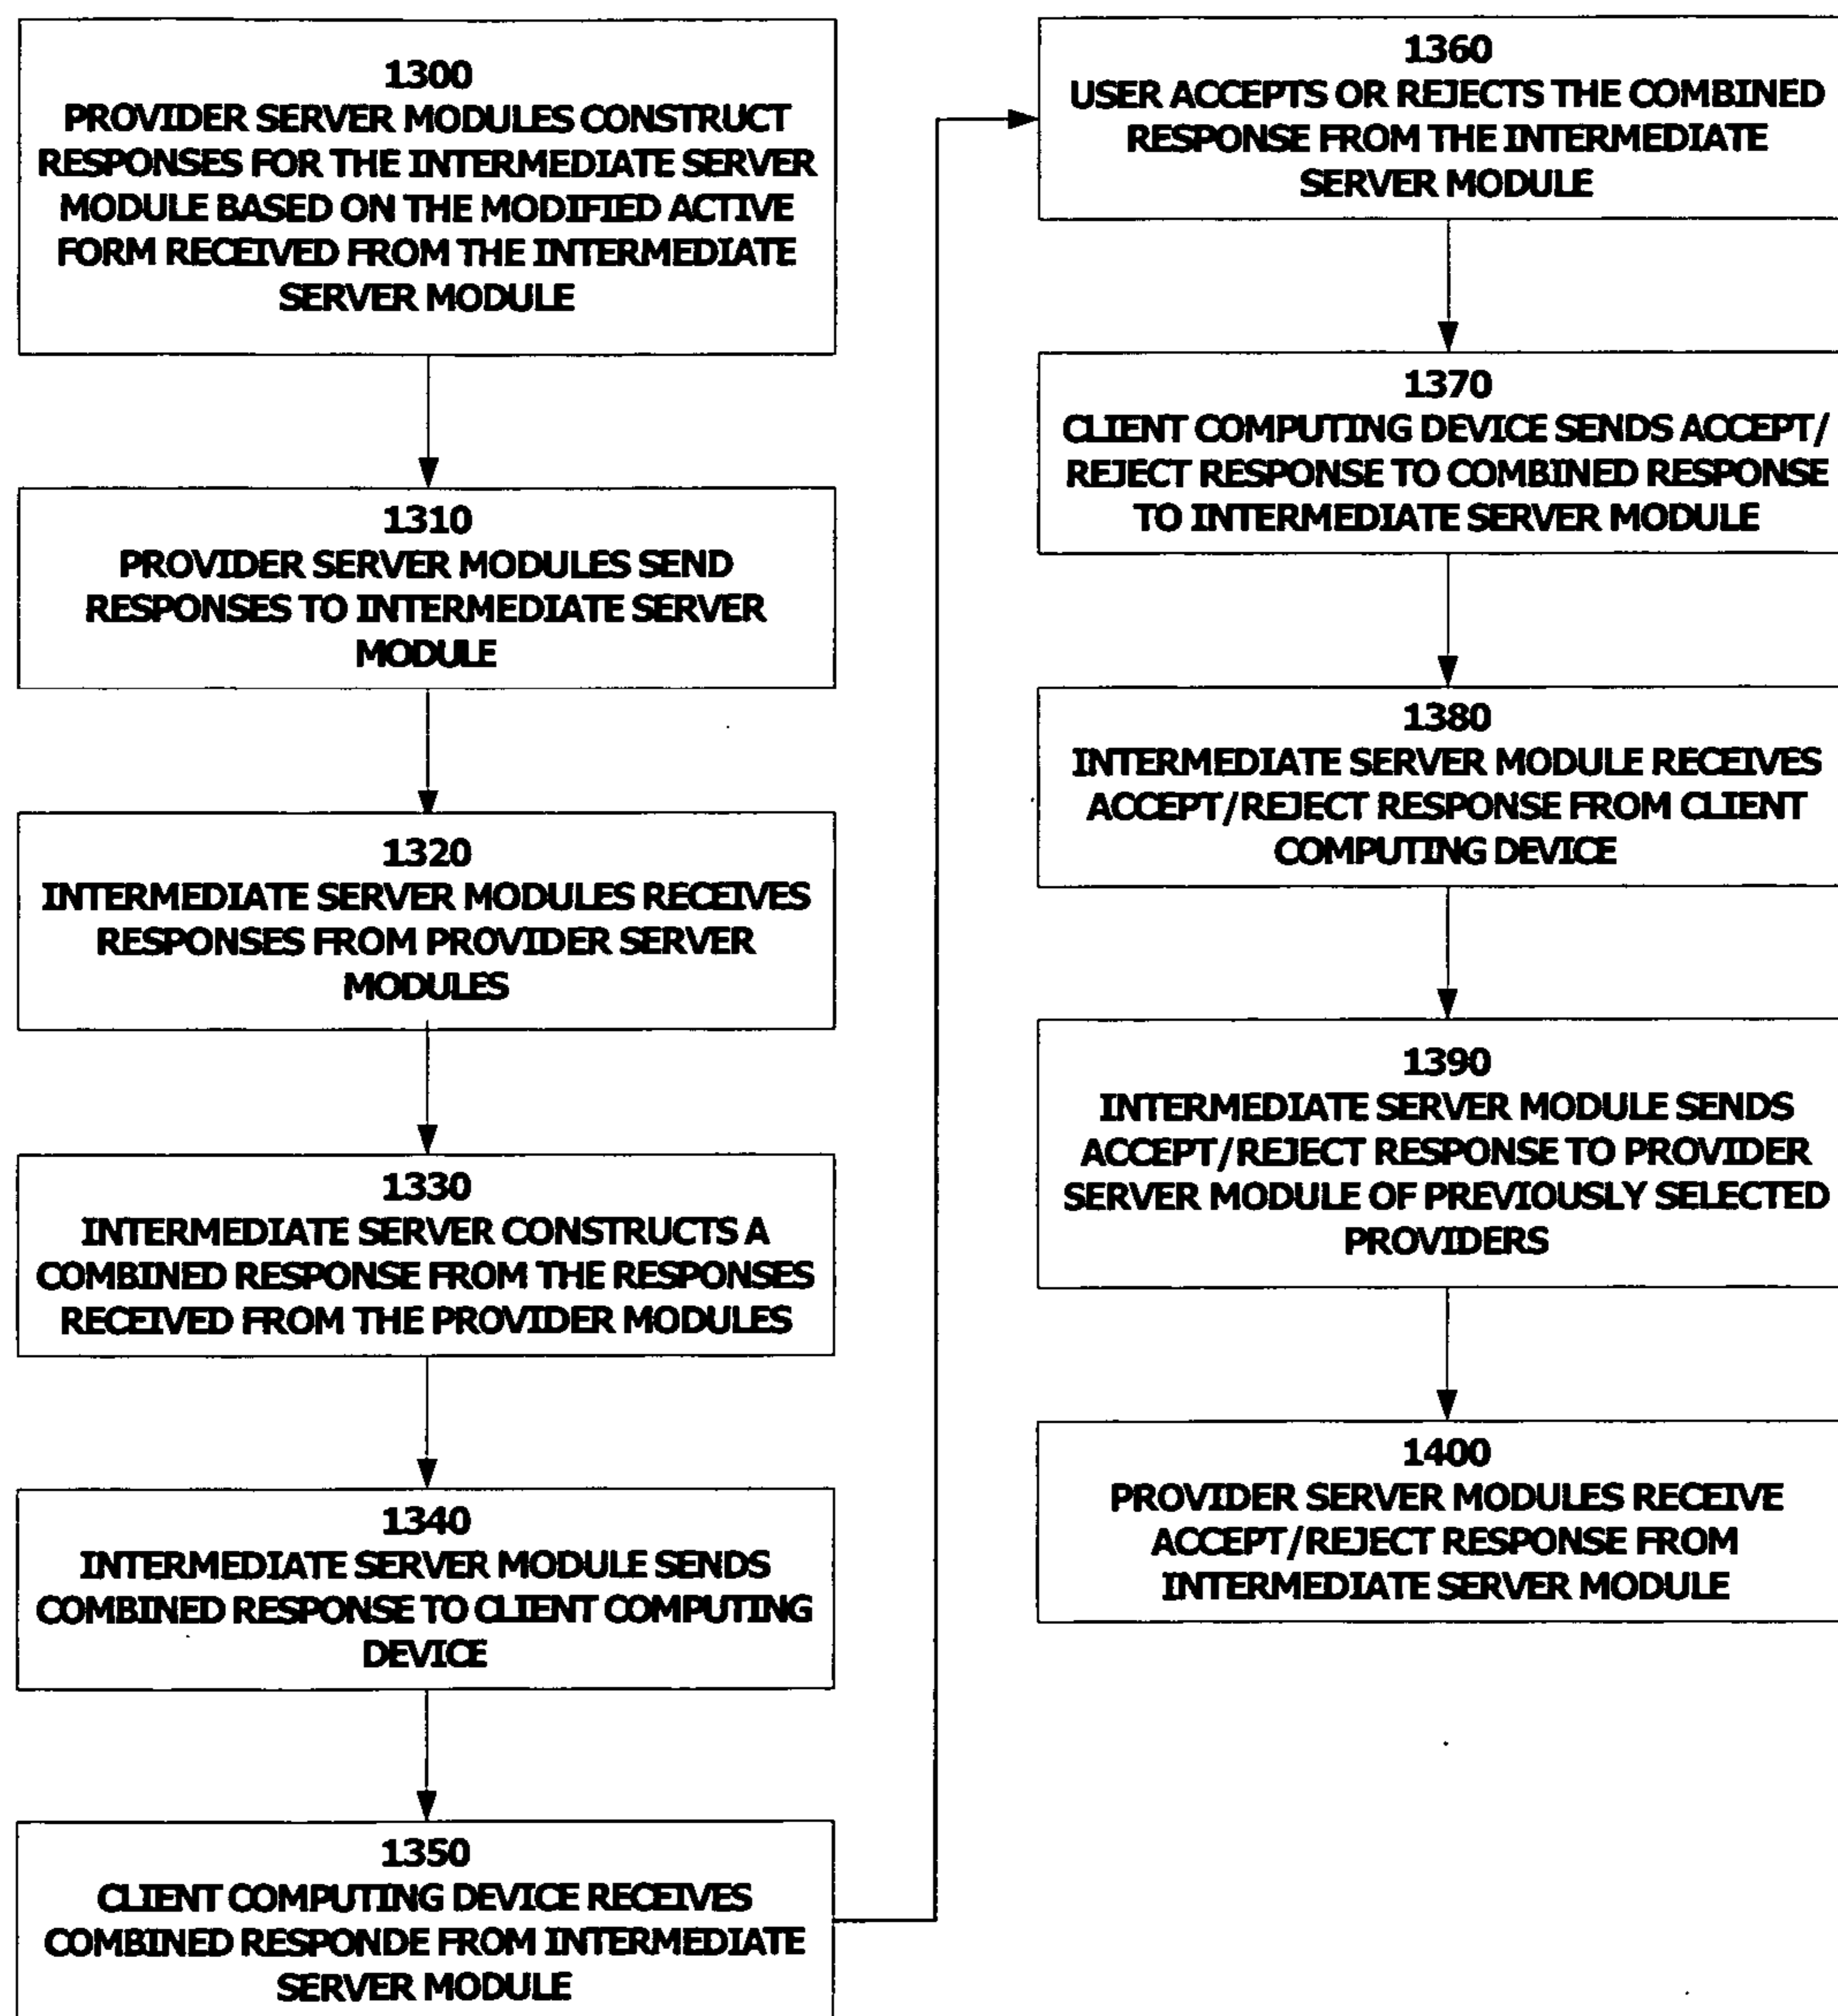 1300
PROVIDER SERVER MODULES CONSTRUCT
RESPONSES FOR THE INTERMEDIATE SERVER
MODULE BASED ON THE MODIFIED ACTIVE
FORM RECEIVED FROM THE INTERMEDIATE
SERVER MODULE
1310
PROVIDER SERVER MODULES SEND
RESPONSES TO INTERMEDIATE SERVER
MODULE
1320
INTERMEDIATE SERVER MODULES RECEIVES
RESPONSES FROM PROVIDER SERVER
MODULES
1330
INTERMEDIATE SERVER CONSTRUCTS A
COMBINED RESPONSE FROM THE RESPONSES
RECEIVED FROM THE PROVIDER MODULES
1340
INTERMEDIATE SERVER MODULE SENDS
COMBINED RESPONSE TO CLIENT COMPUTING
DEVICE
1350
CLIENT COMPUTING DEVICE RECEIVES
COMBINED RESPONDE FROM INTERMEDIATE
SERVER MODULE
1360
USER ACCEPTS OR REJECTS THE COMBINED
RESPONSE FROM THE INTERMEDIATE
SERVER MODULE
1370
CLIENT COMPUTING DEVICE SENDS ACCEPT/
REJECT RESPONSE TO COMBINED RESPONSE
TO INTERMEDIATE SERVER MODULE
1380
INTERMEDIATE SERVER MODULE RECEIVES
ACCEPT/REJECT RESPONSE FROM CLIENT
COMPUTING DEVICE
1390
INTERMEDIATE SERVER MODULE SENDS
ACCEPT/REJECT RESPONSE TO PROVIDER
SERVER MODULE OF PREVIOUSLY SELECTED
PROVIDERS
1400
PROVIDER SERVER MODULES RECEIVE
ACCEPT/REJECT RESPONSE FROM
INTERMEDIATE SERVER MODULE